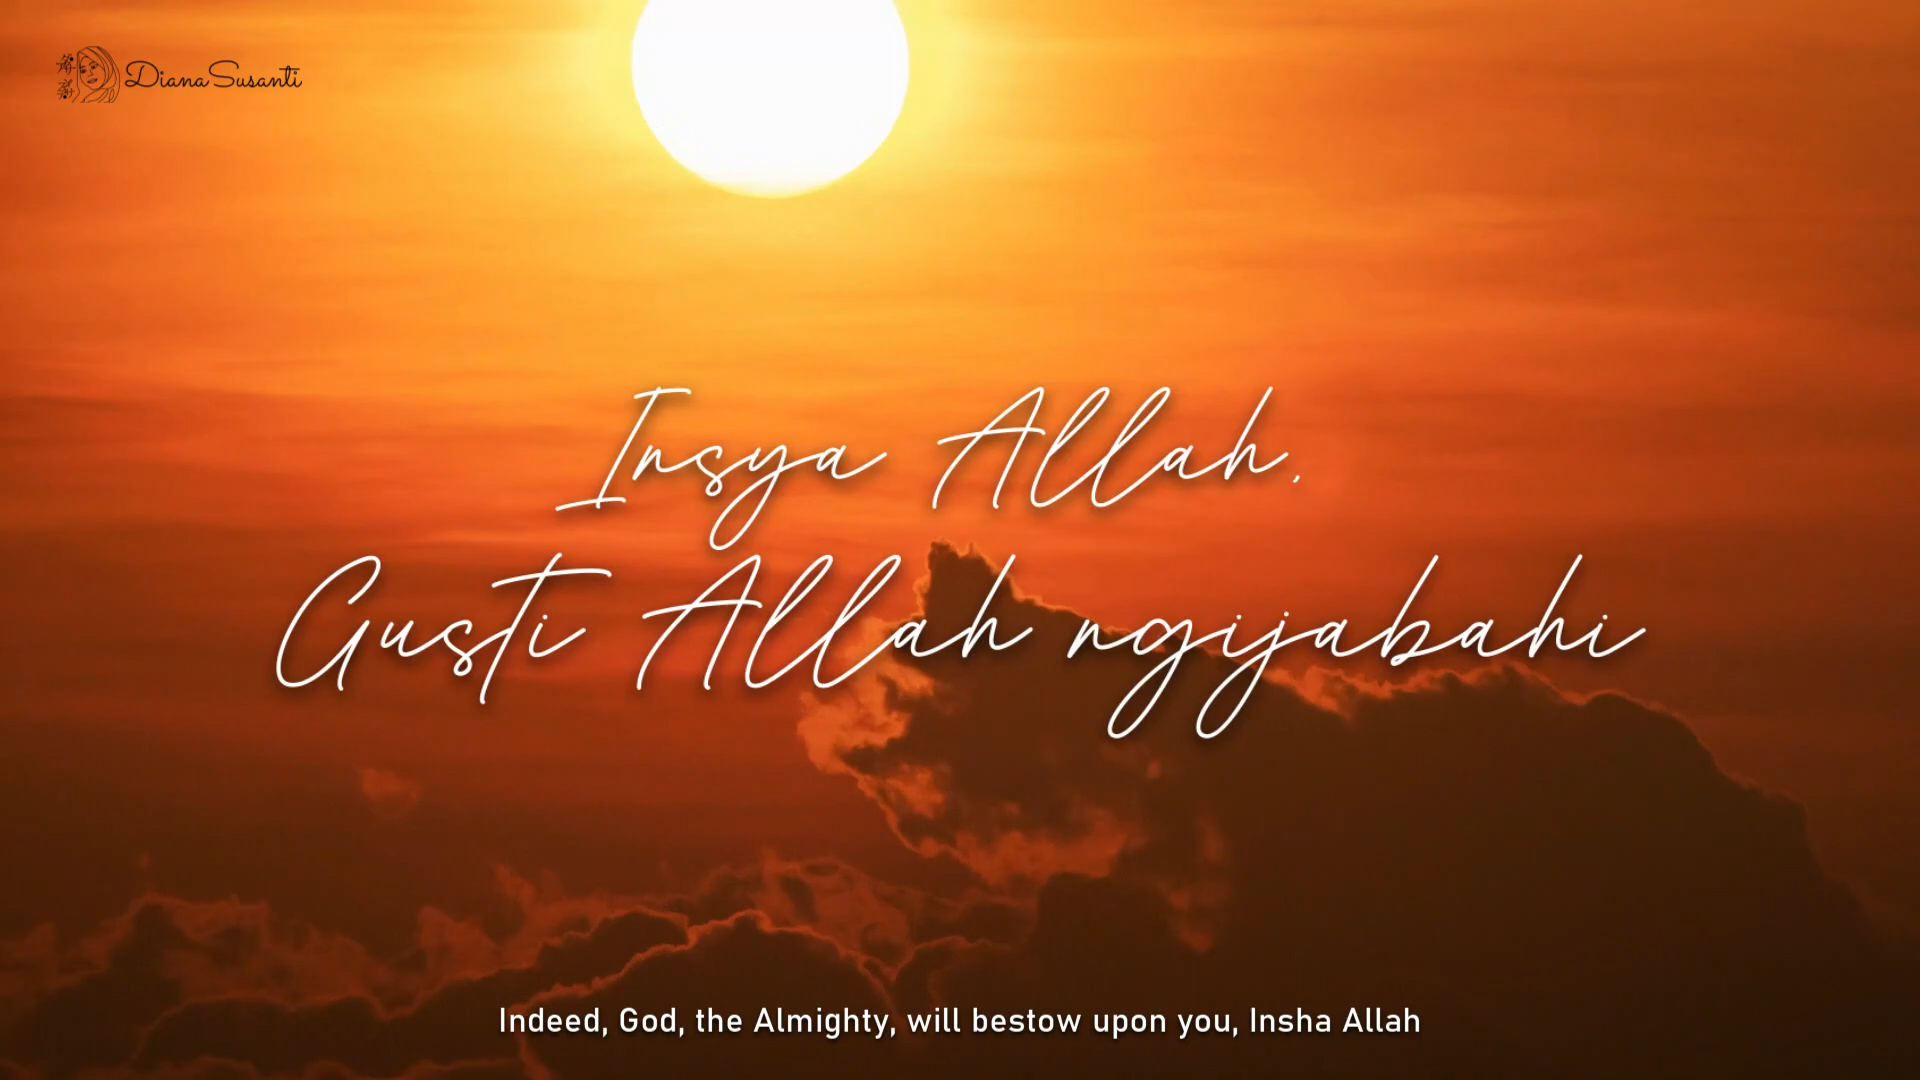 Diana Susanti
Insya Allah,
Gusti Allah ngijabahi
Indeed, God, the Almighty, will bestow upon you, Insha Allah